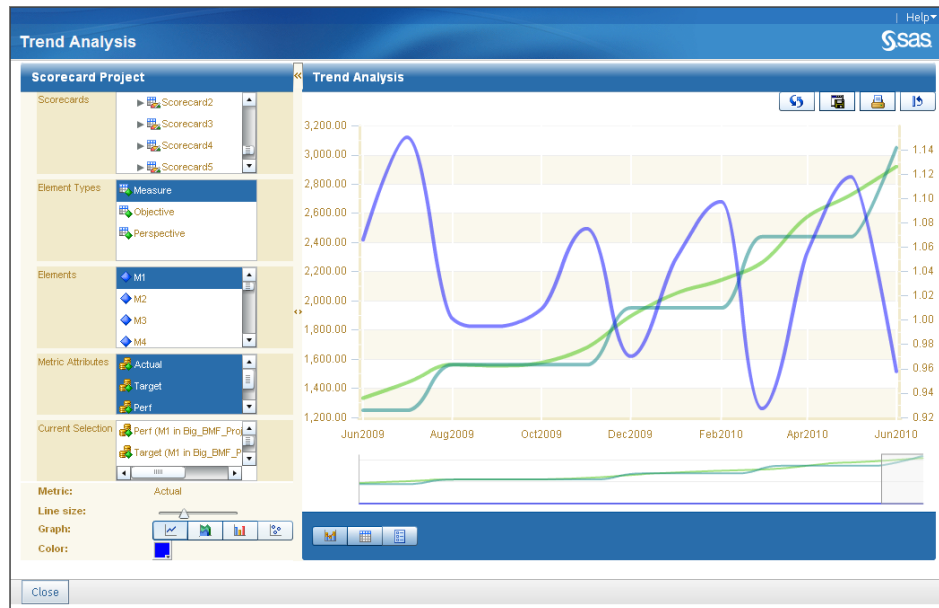 Help
Trend Analysis
sas
Scorecard Project
«
Trend Analysis
Scorecards
Scorecard2
Scorecard3
Scorecard4
Scorecard5
Element Types
Measure
Objective
Perspective
Elements
M1
M2
M3
M4
Metric Attributes
Actual
Target
Perf
Current Selection
Perf (M1 in Big_BMF_Proj
Target (M1 in Big_BMF_P
Metric: Actual
Line size:
Graph:
Color:
3,200.00
3,000.00
2,800.00
2,600.00
2,400.00
2,200.00
2,000.00
1,800.00
1,600.00
1,400.00
1,200.00
1.14
1.12
1.10
1.08
1.06
1.04
1.02
1.00
0.98
0.96
0.94
0.92
Jun2009 Aug2009 Oct2009 Dec2009 Feb2010 Apr2010 Jun2010
Close